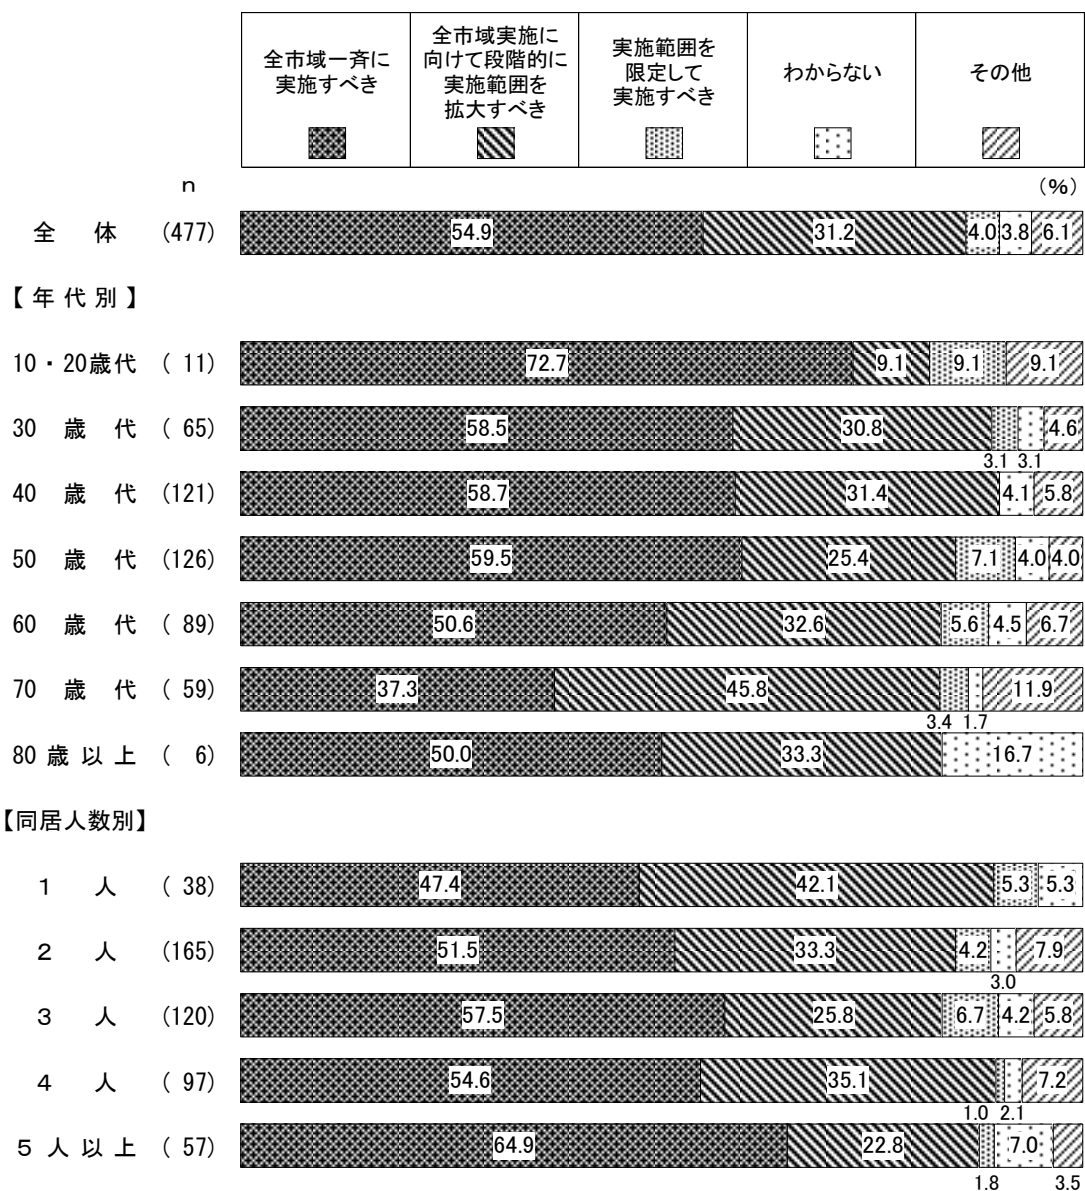 全市域一斉に
実施すべき
全市域実施に
向けて段階的に
実施範囲を
拡大すべき
実施範囲を
限定して
実施すべき
わからない
その他
n
(%)
全 体 (477) 54.9 31.2 4.0 3.8 6.1
【年代別】
10・20歳代 ( 11) 72.7 9.1 9.1 9.1
30 歳 代 ( 65) 58.5 30.8 4.6
3.1 3.1
40 歳 代 (121) 58.7 31.4 4.1 5.8
50 歳 代 (126) 59.5 25.4 7.1 4.0 4.0
60 歳 代 ( 89) 50.6 32.6 5.6 4.5 6.7
70 歳 代 ( 59) 37.3 45.8 11.9
3.4 1.7
80 歳 以 上 ( 6) 50.0 33.3 16.7
【同居人数別】
1 人 ( 38) 47.4 42.1 5.3 5.3
2 人 (165) 51.5 33.3 4.2 7.9
3.0
3 人 (120) 57.5 25.8 6.7 4.2 5.8
4 人 ( 97) 54.6 35.1 7.2
1.0 2.1
5 人 以 上 ( 57) 64.9 22.8 7.0
1.8 3.5